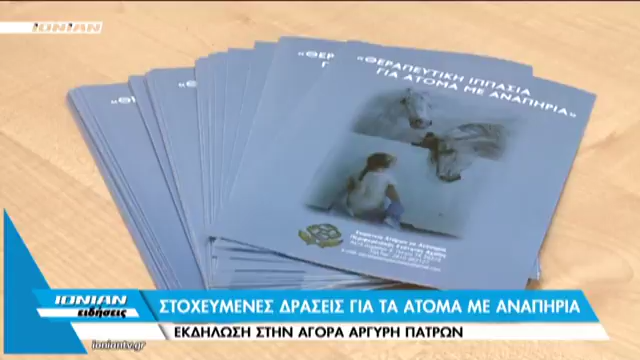 IONIAN
«ΘΕΡΑΠΕΥΤΙΚΗ ΙΠΠΑΣΙΑ
ΓΙΑ ΑΤΟΜΑ ΜΕ ΑΝΑΠΗΡΙΑ»
IONIAN
ειδήσεις
ΣΤΟΧΕΥΜΕΝΕΣ ΔΡΑΣΕΙΣ ΓΙΑ ΤΑ ΑΤΟΜΑ ΜΕ ΑΝΑΠΗΡΙΑ
ΕΚΔΗΛΩΣΗ ΣΤΗΝ ΑΓΟΡΑ ΑΡΓΥΡΗ ΠΑΤΡΩΝ
ioniantv.gr